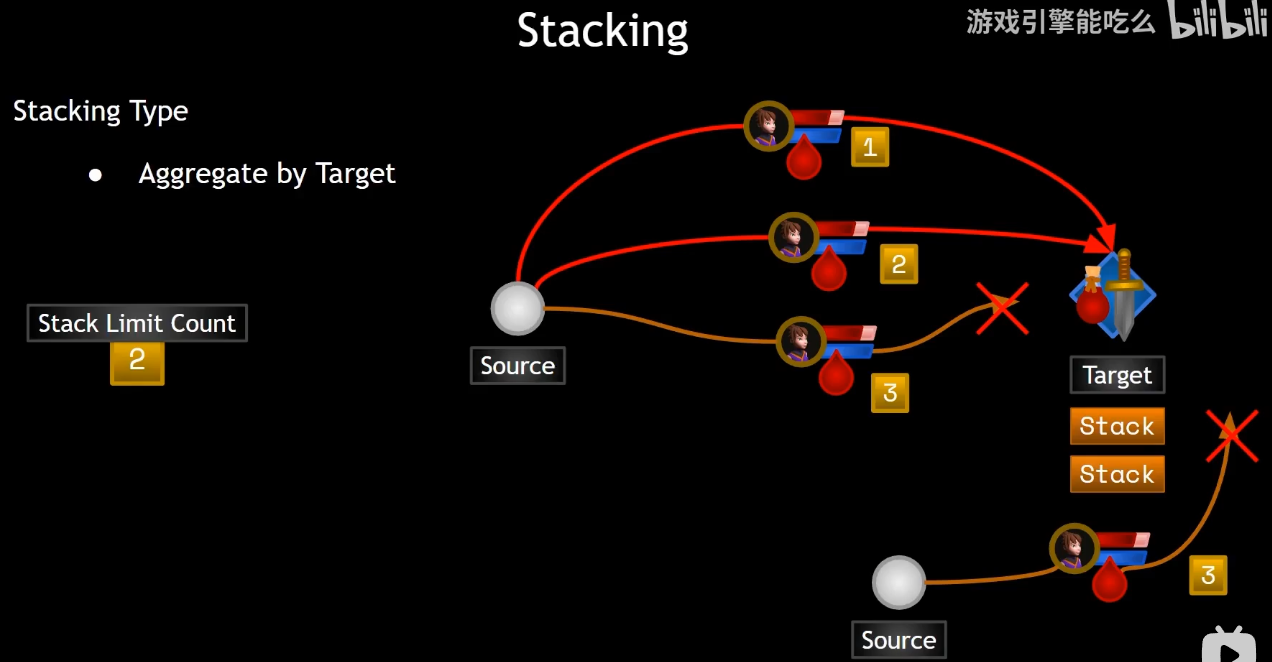 Stacking
游戏引擎能吃么 bilibili
Stacking Type
● Aggregate by Target
1
2
Stack Limit Count
2
Source
3
Target
Stack
Stack
3
Source